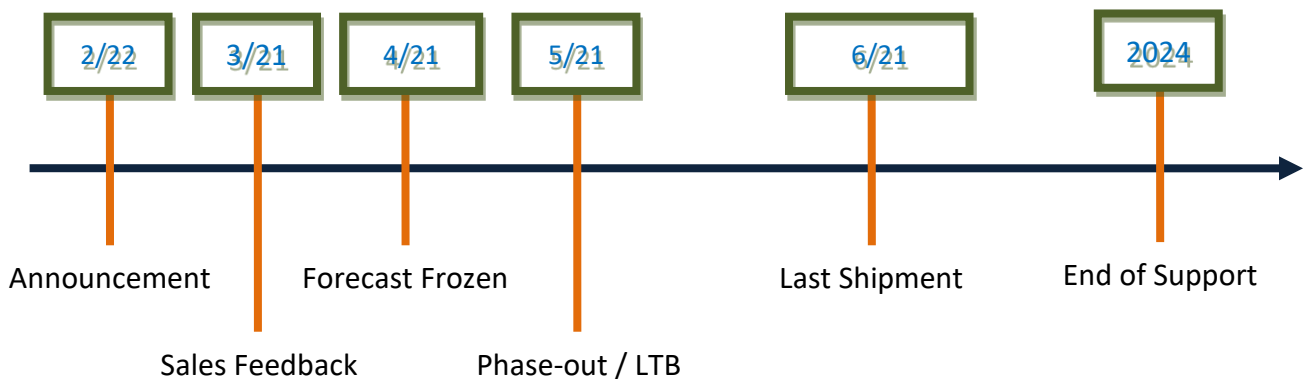 2/22 3/21 4/21 5/21 6/21 2024
Announcement Forecast Frozen Last Shipment End of Support
Sales Feedback Phase-out / LTB